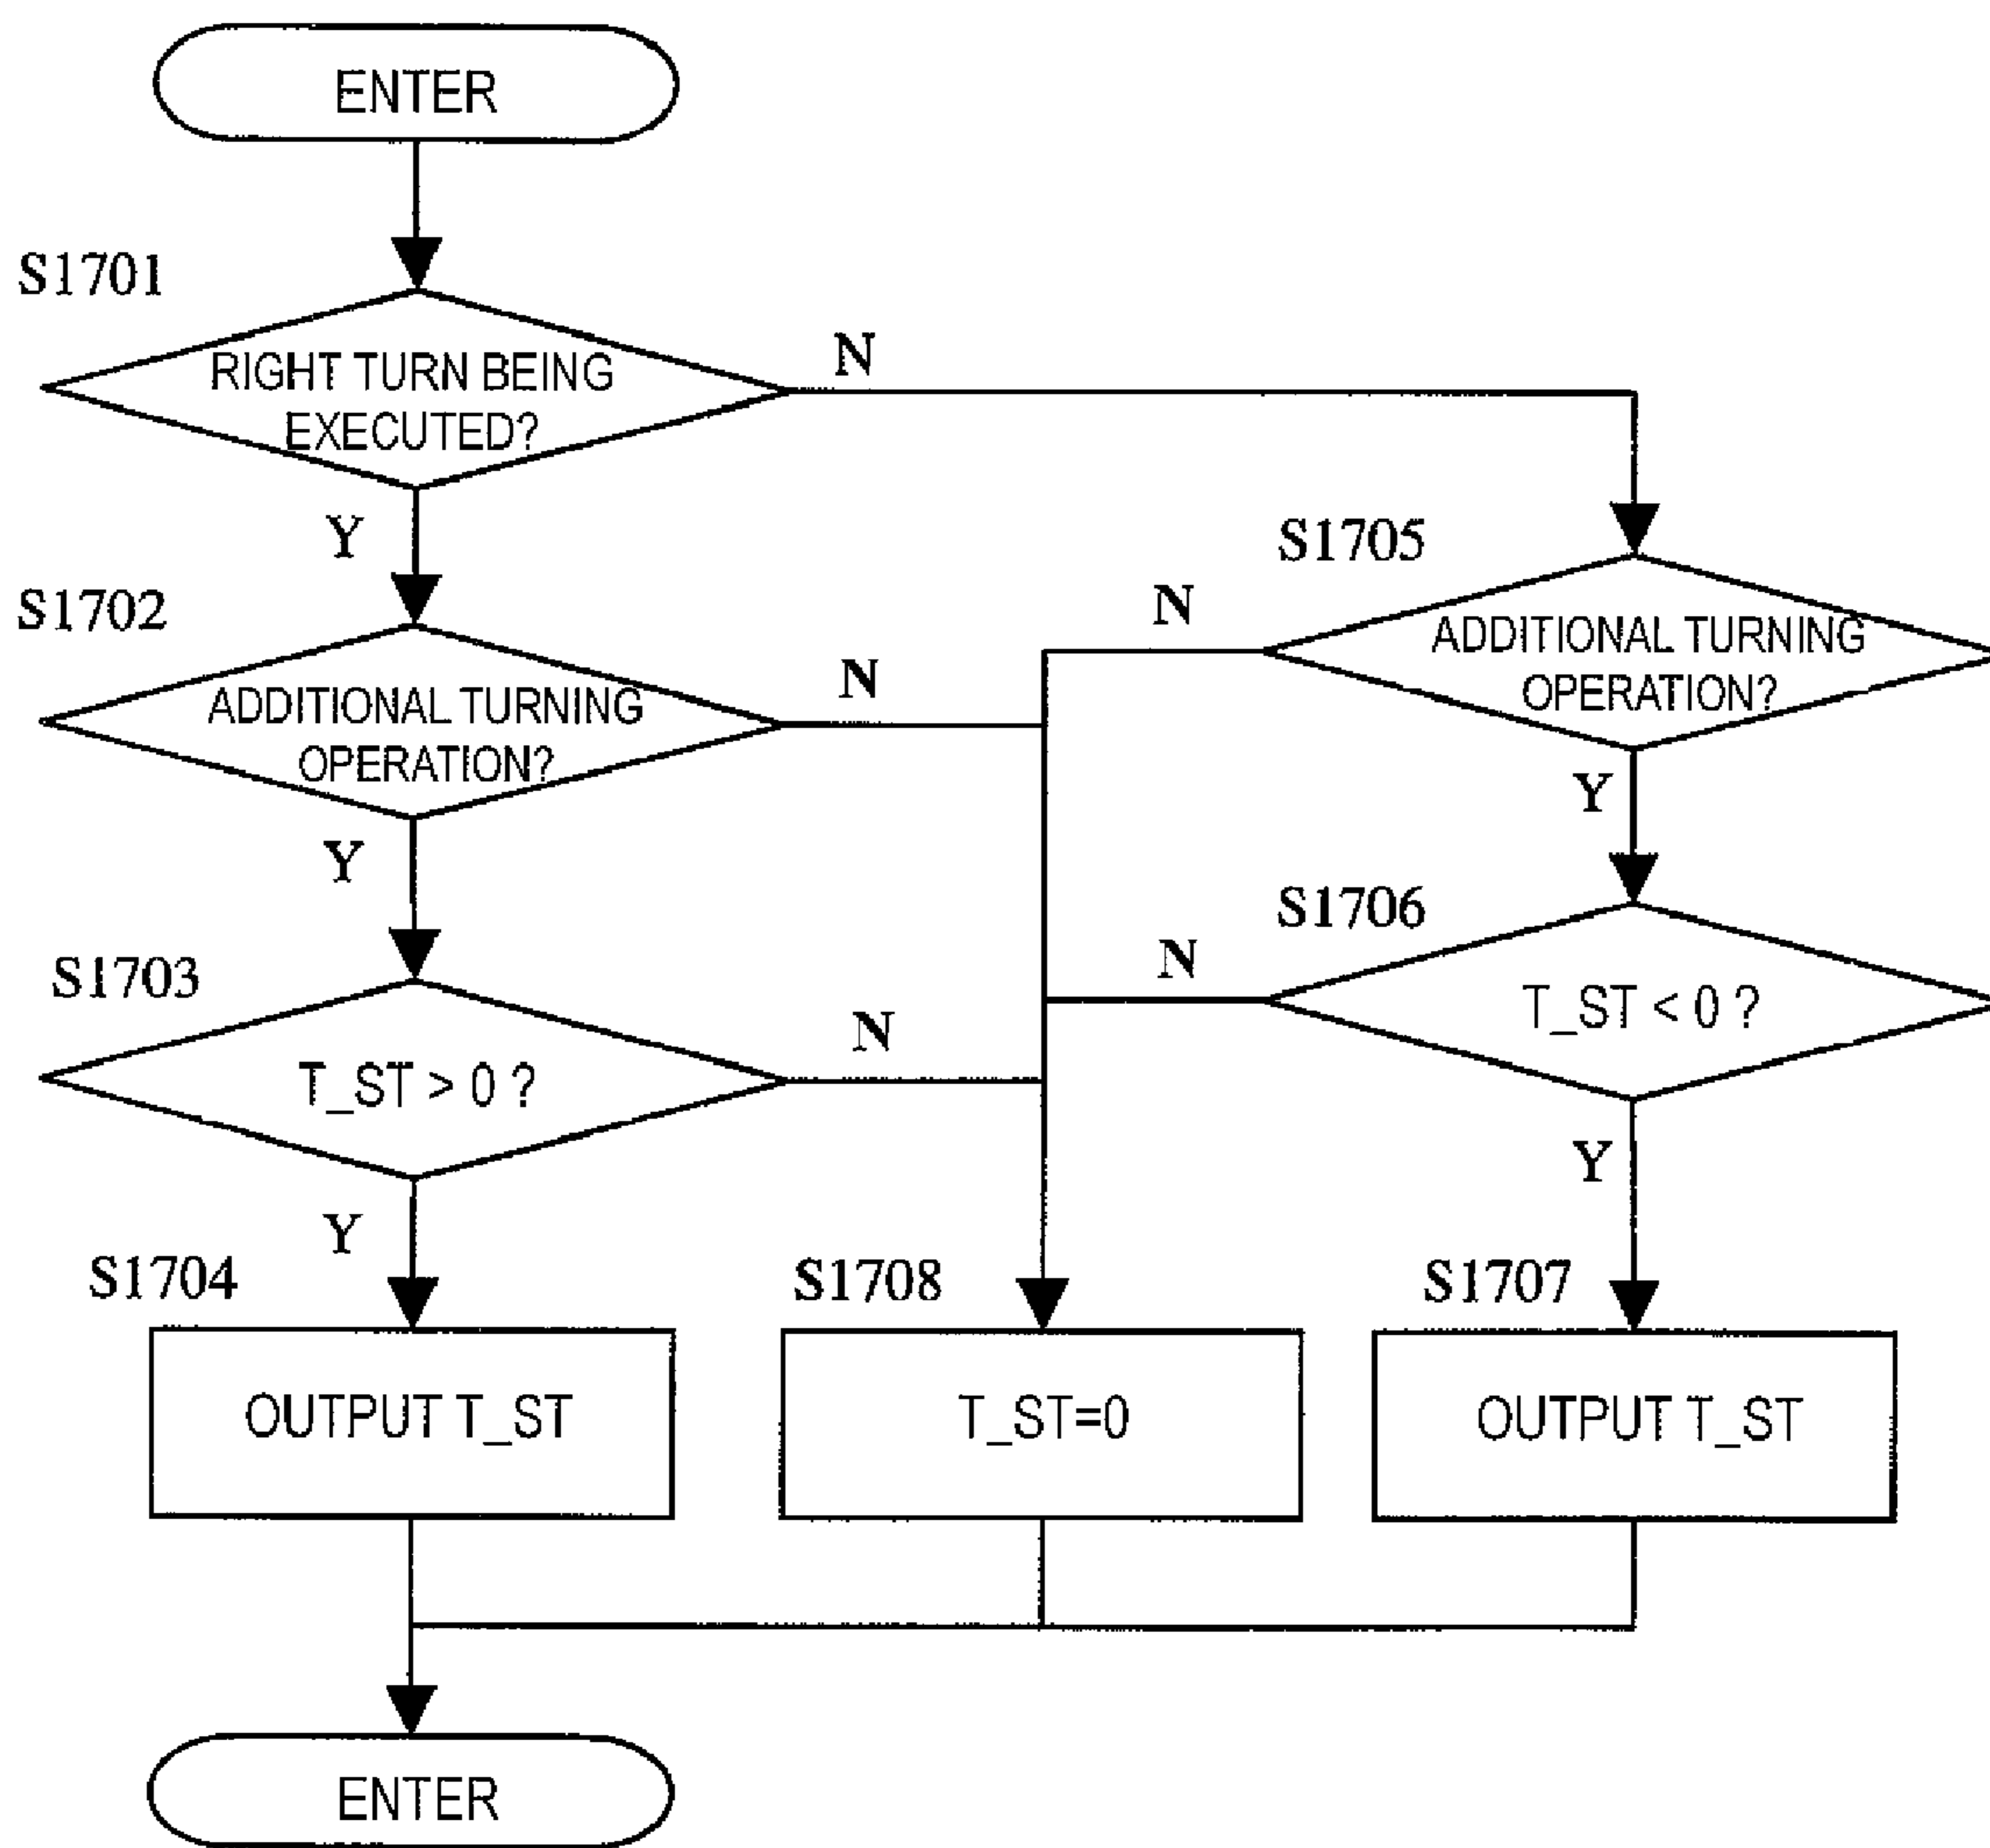 ENTER
S1701
RIGHT TURN BEING
EXECUTED?
N
Y
S1702
ADDITIONAL TURNING
OPERATION?
N
Y
S1703
T_ST > 0 ?
N
Y
S1704
OUTPUT T_ST
S1705
ADDITIONAL TURNING
OPERATION?
N
Y
S1706
T_ST < 0 ?
N
Y
S1707
OUTPUT T_ST
S1708
T_ST=0
ENTER